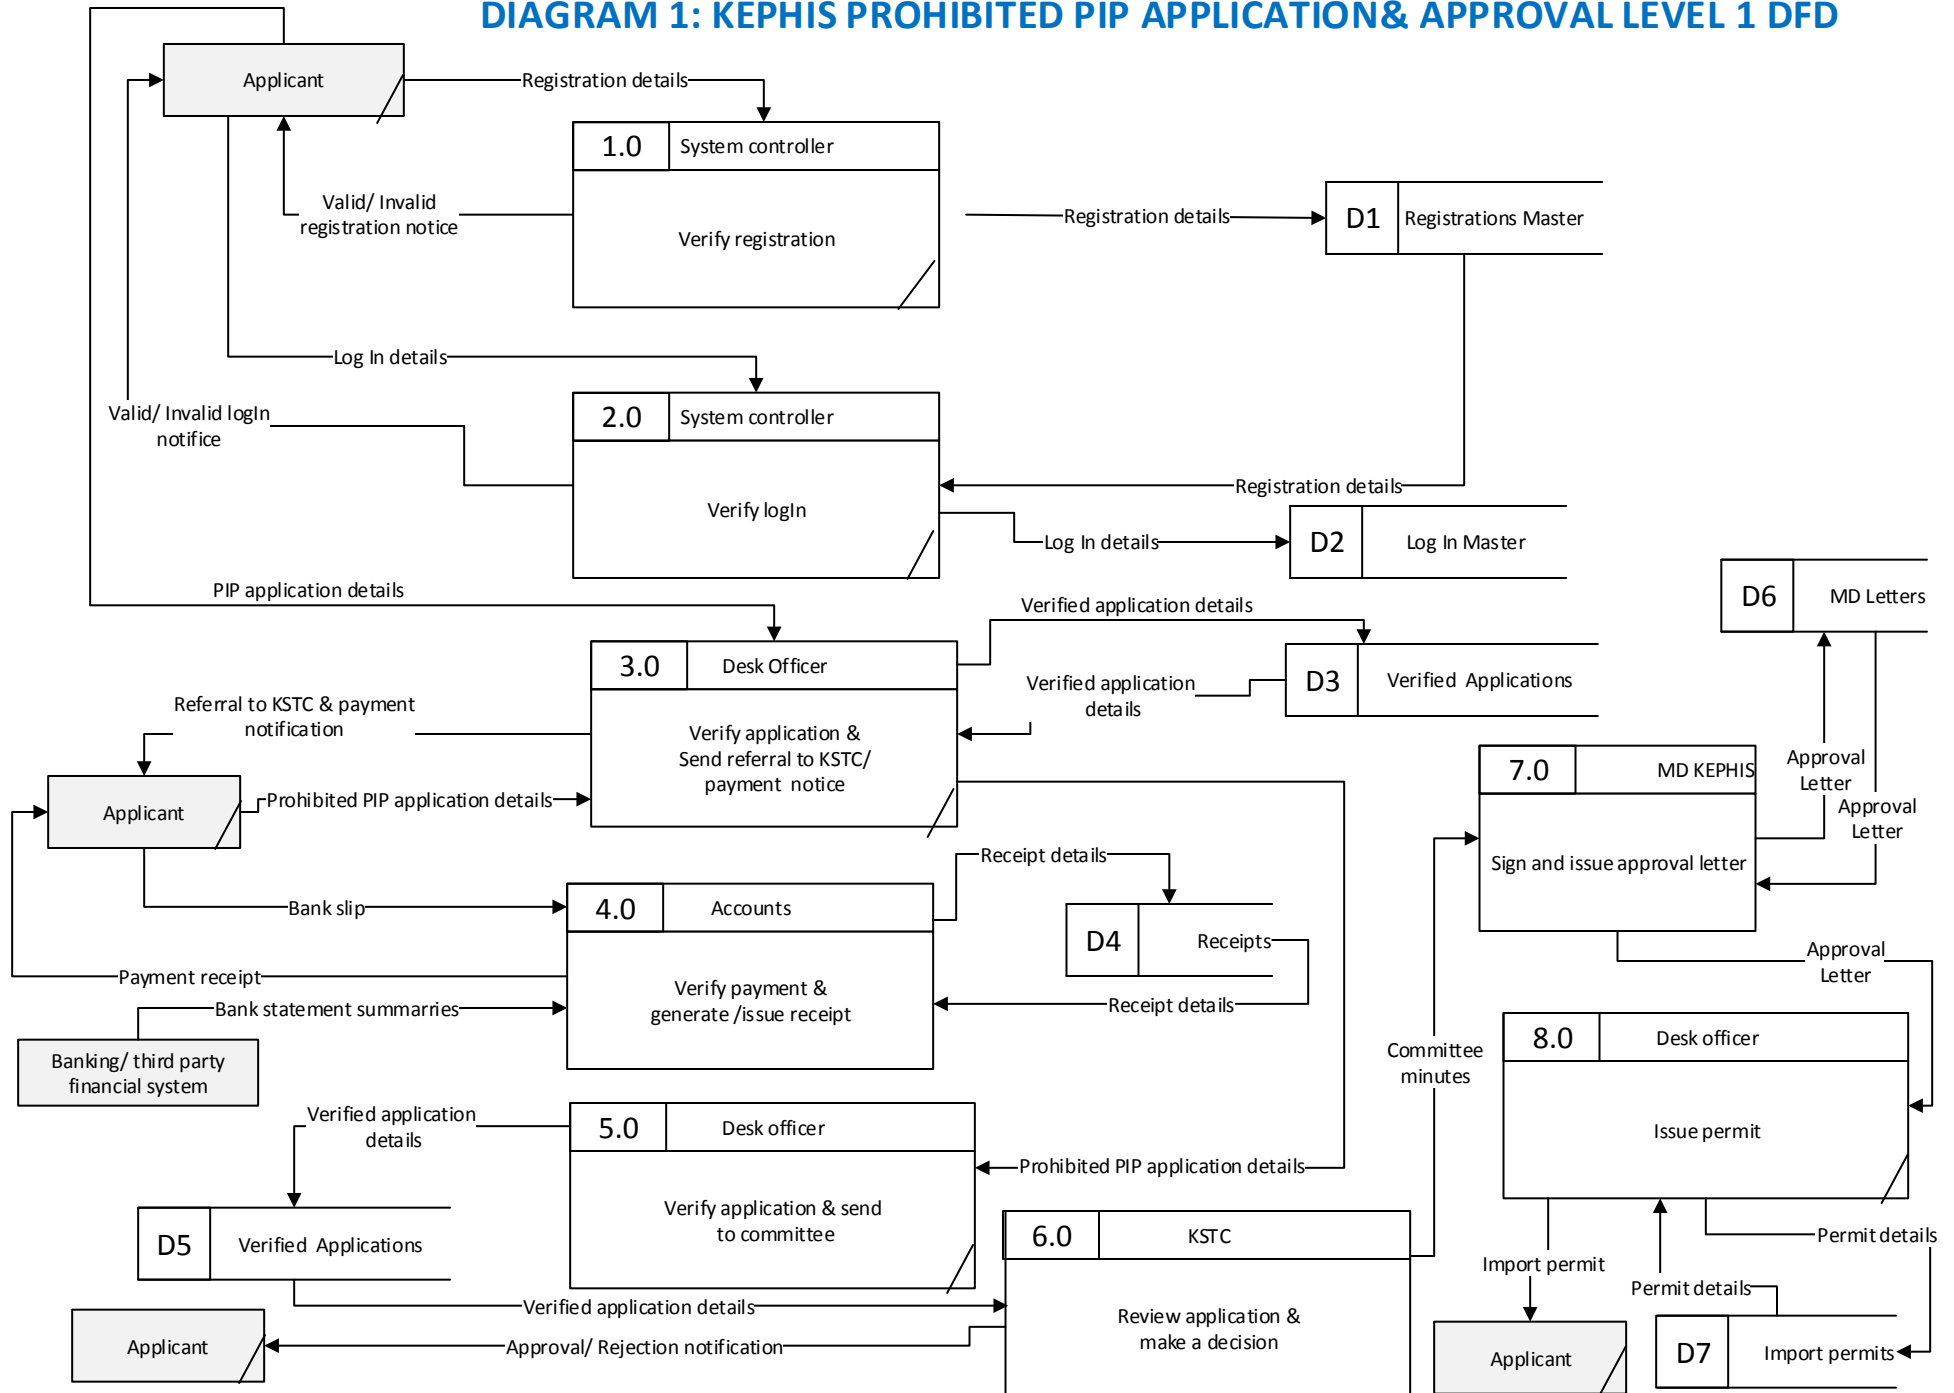 DIAGRAM 1: KEPHIS PROHIBITED PIP APPLICATION& APPROVAL LEVEL 1 DFD
Applicant
Registration details
1.0
System controller
Valid/ Invalid
registration notice
Verify registration
Registration details
D1
Registrations Master
Log In details
Valid/ Invalid logIn
notifice
2.0
System controller
Verify logIn
Registration details
Log In details
D2
Log In Master
PIP application details
Verified application details
D6
MD Letters
3.0
Desk Officer
Verified application
details
D3
Verified Applications
Referral to KSTC & payment
notification
Verify application &
Send referral to KSTC/
payment notice
Applicant
Prohibited PIP application details
7.0
MD KEPHIS
Approval
Letter
Approval
Letter
Sign and issue approval letter
Receipt details
Bank slip
4.0
Accounts
D4
Receipts
Payment receipt
Verify payment &
generate /issue receipt
Receipt details
Approval
Letter
Bank statement summarries
Banking/ third party
financial system
Committee
minutes
8.0
Desk officer
Issue permit
Verified application
details
5.0
Desk officer
Prohibited PIP application details
Verify application & send
to committee
D5
Verified Applications
6.0
KSTC
Permit details
Import permit
Permit details
Verified application details
Review application &
make a decision
Applicant
Approval/ Rejection notification
Applicant
D7
Import permits